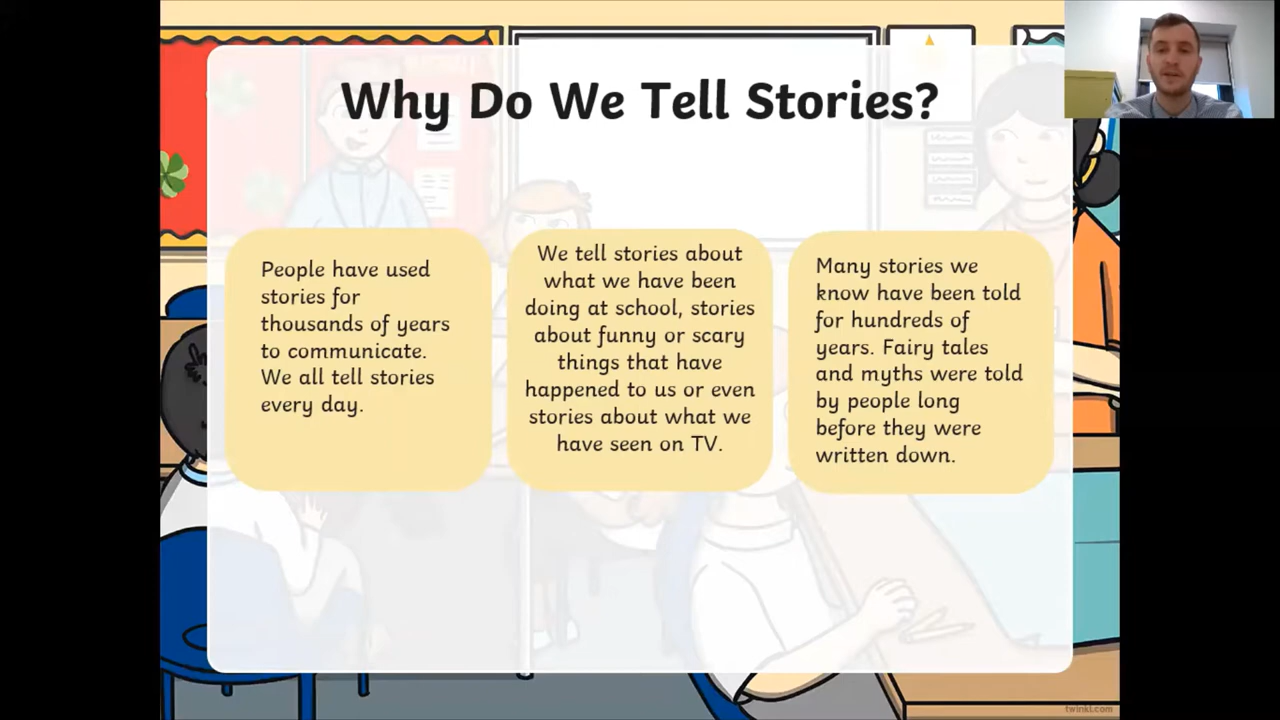 Why Do We Tell Stories?
People have used
stories for
thousands of years
to communicate.
We all tell stories
every day.
We tell stories about
what we have been
doing at school, stories
about funny or scary
things that have
happened to us or even
stories about what we
have seen on TV.
Many stories we
know have been told
for hundreds of
years. Fairy tales
and myths were told
by people long
before they were
written down.
twinkl.com